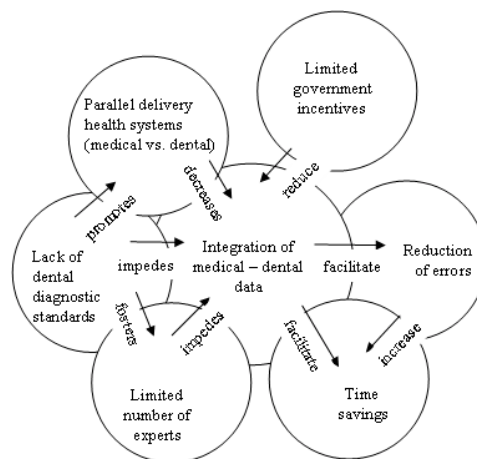 Limited
government
incentives
Parallel delivery
health systems
(medical vs. dental)
decreases
reduce
promotes
Lack of
dental
diagnostic
standards
impedes
Integration of
medical – dental
data
facilitate
Reduction
of errors
fosters
impedes
facilitate
increase
Limited
number of
experts
Time
savings